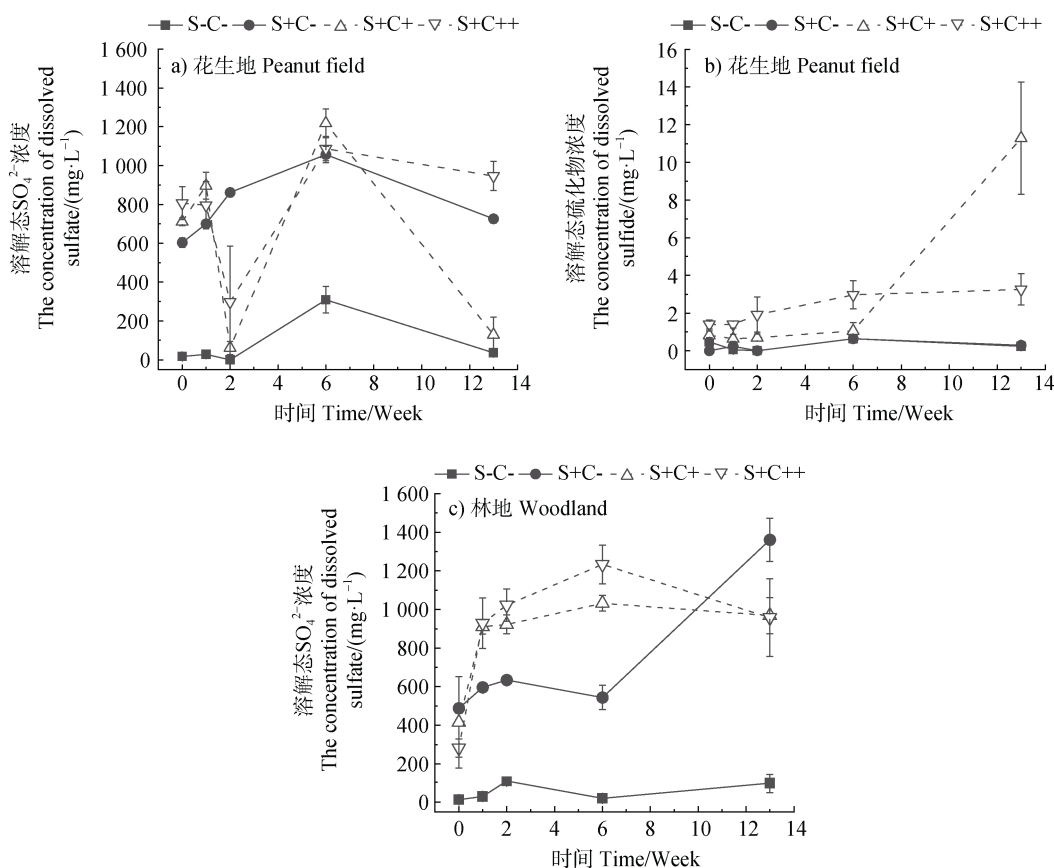 S-C- S+C- S+C+ S+C++
a) 花生地 Peanut field
溶解态SO₄²⁻浓度
The concentration of dissolved
sulfate/(mg·L⁻¹)
1 600
1 400
1 200
1 000
800
600
400
200
0
0 2 4 6 8 10 12 14
时间 Time/Week
S-C- S+C- S+C+ S+C++
b) 花生地 Peanut field
溶解态硫化物浓度
The concentration of dissolved
sulfide/(mg·L⁻¹)
16
14
12
10
8
6
4
2
0
0 2 4 6 8 10 12 14
时间 Time/Week
S-C- S+C- S+C+ S+C++
c) 林地 Woodland
溶解态SO₄²⁻浓度
The concentration of dissolved
sulfate/(mg·L⁻¹)
1 600
1 400
1 200
1 000
800
600
400
200
0
0 2 4 6 8 10 12 14
时间 Time/Week